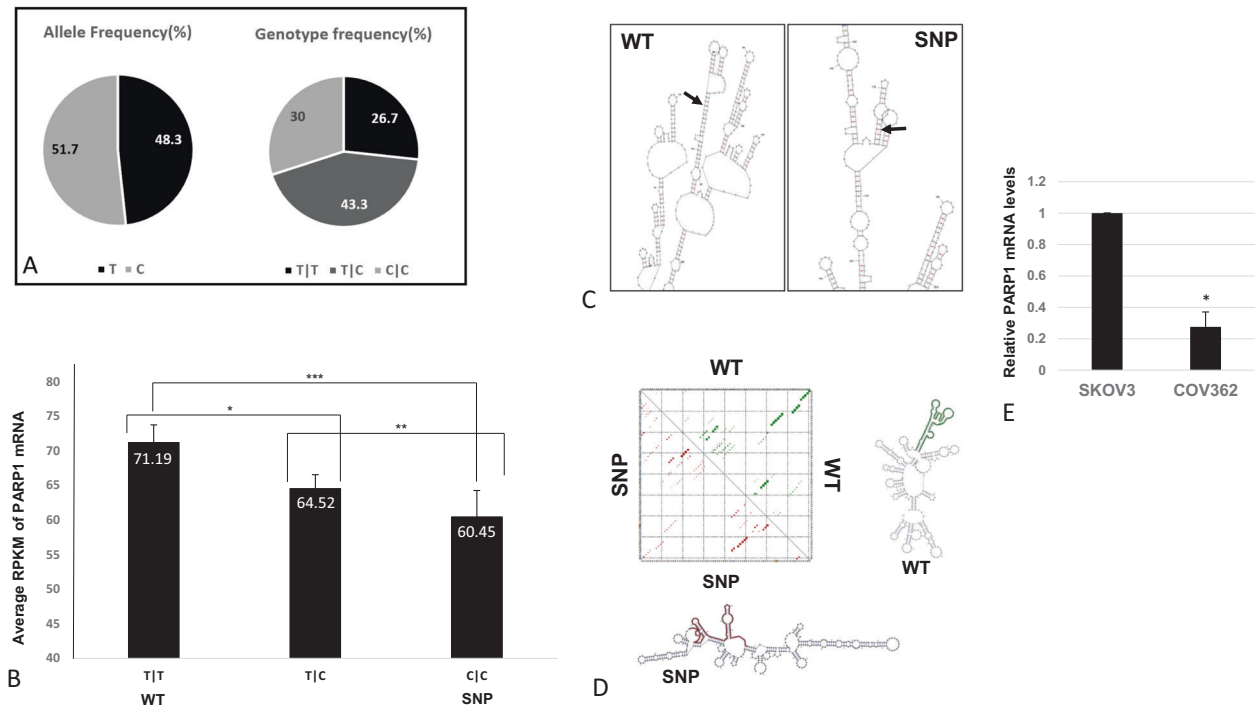 Allele Frequency(%)
Genotype frequency(%)
51.7
48.3
30
26.7
43.3
A
T C
T|T T|C C|C
Average RPKM of PARP1 mRNA
80
75
70
65
60
55
50
45
40
***
*
**
71.19
64.52
60.45
T|T
T|C
C|C
WT
SNP
B
WT
SNP
C
WT
SNP
WT
SNP
WT
SNP
D
Relative PARP1 mRNA levels
1.2
1
0.8
0.6
0.4
0.2
0
*
SKOV3
COV362
E